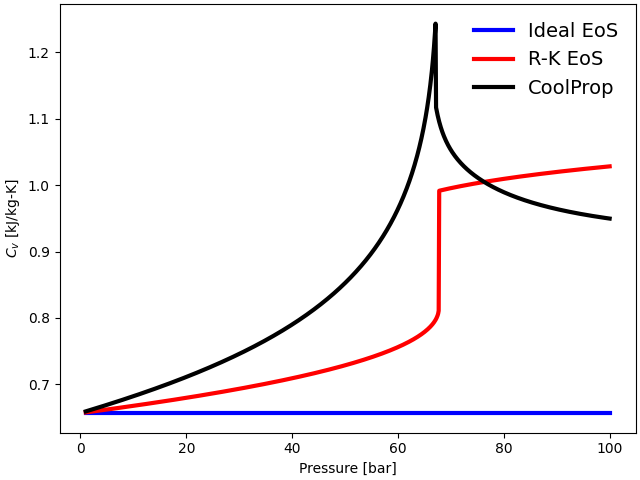 Ideal EoS
R-K EoS
CoolProp
1.2
1.1
1.0
0.9
0.8
0.7
C_v [kJ/kg-K]
0 20 40 60 80 100
Pressure [bar]